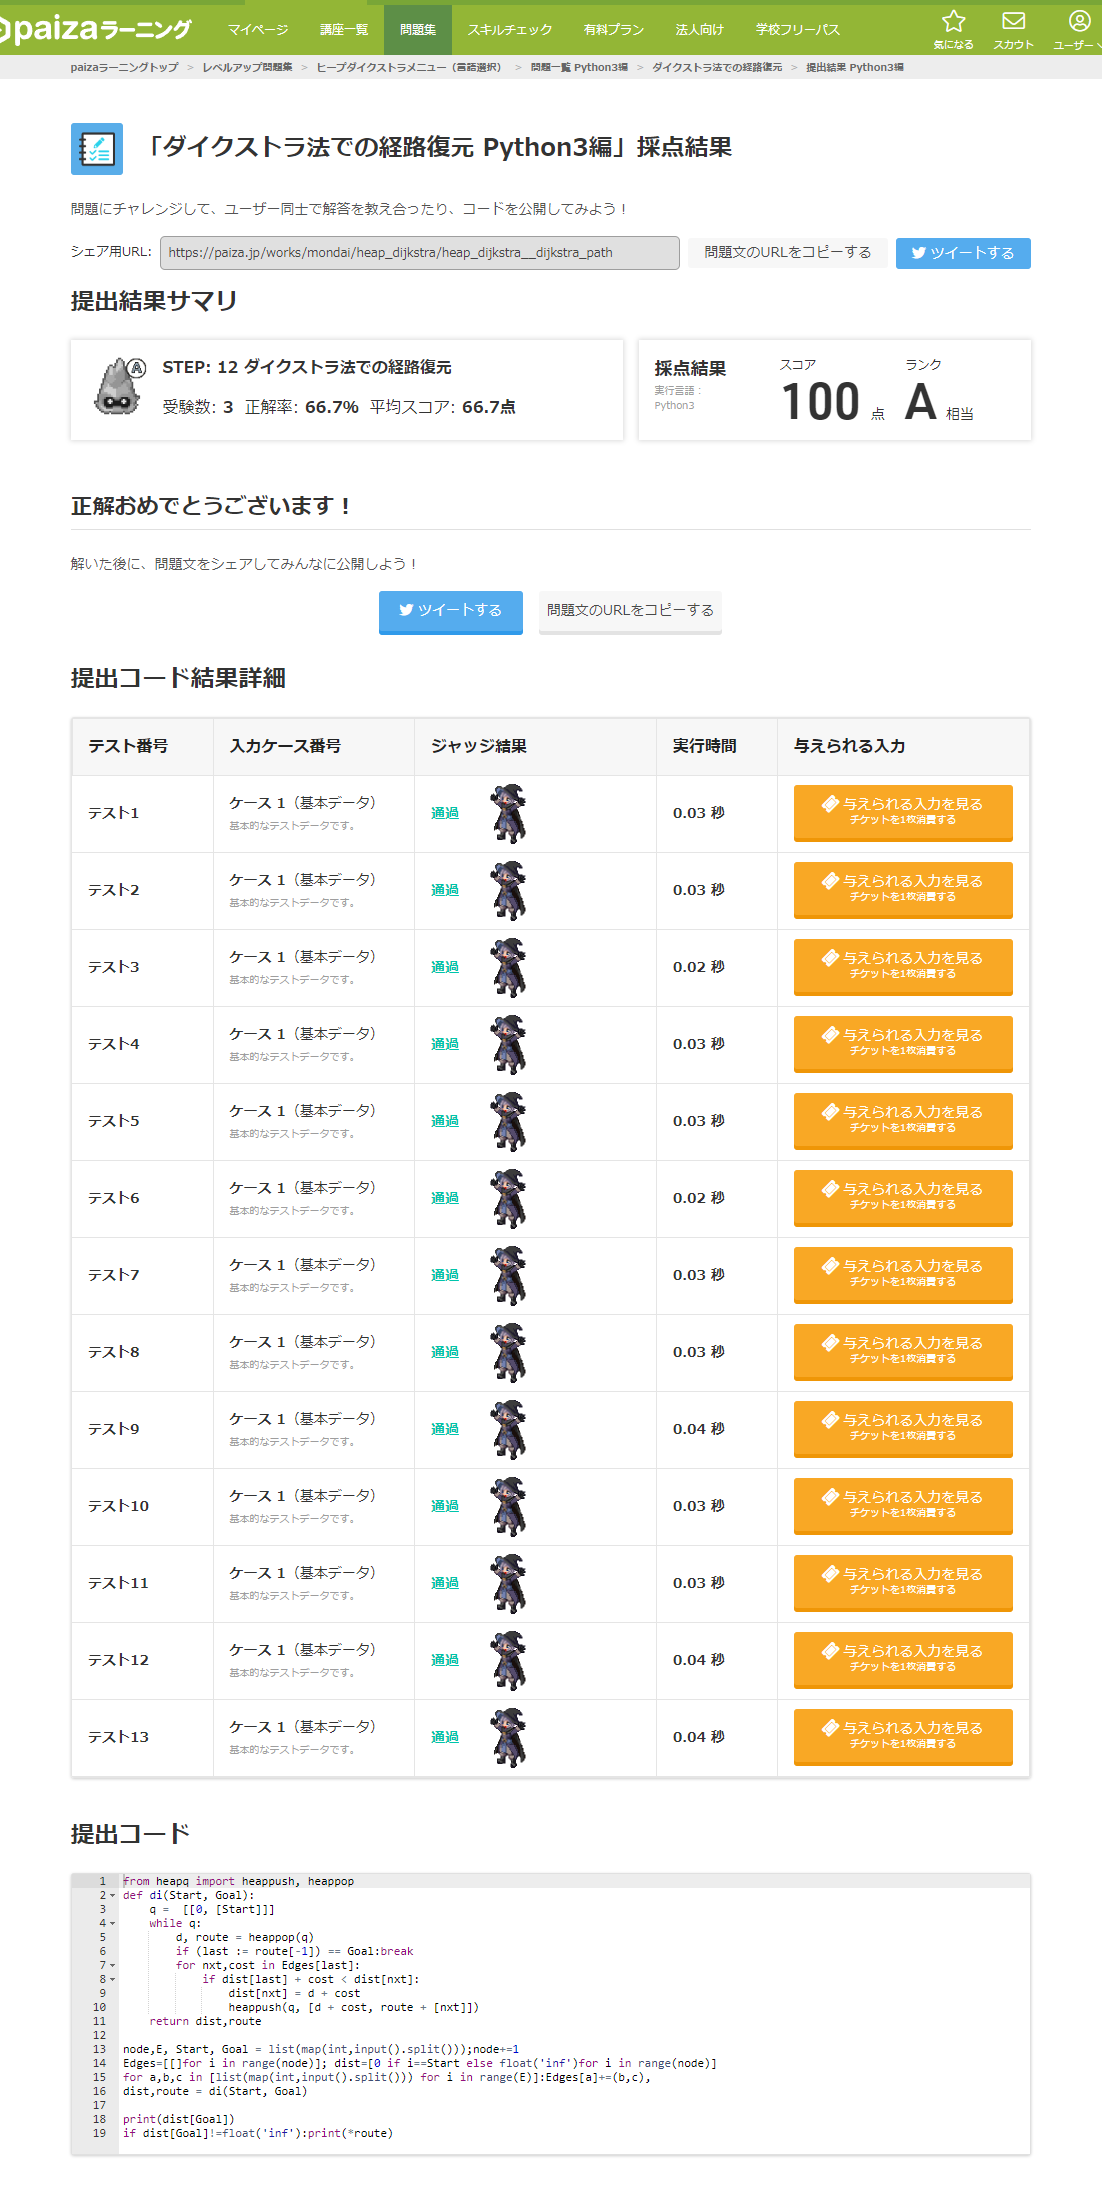 paizaラーニング
マイページ 講座一覧 問題集 スキルチェック 有料プラン 法人向け 学校フリーパス 気になる スカウト ユーザー
paizaラーニングトップ > レベルアップ問題集 > ヒープダイクストラメニュー（言語選択） > 問題一覧 Python3編 > ダイクストラ法での経路復元 > 提出結果 Python3編
「ダイクストラ法での経路復元 Python3編」採点結果
問題にチャレンジして、ユーザー同士で解答を教え合ったり、コードを公開してみよう！
シェア用URL: https://paiza.jp/works/mondai/heap_dijkstra/heap_dijkstra__dijkstra_path 問題文のURLをコピーする ツイートする
提出結果サマリ
A
STEP: 12 ダイクストラ法での経路復元
受験数: 3 正解率: 66.7% 平均スコア: 66.7点
採点結果
実行言語：
Python3
スコア
100 点
ランク
A 相当
正解おめでとうございます！
解いた後に、問題文をシェアしてみんなに公開しよう！
ツイートする 問題文のURLをコピーする
提出コード結果詳細
テスト番号 入力ケース番号 ジャッジ結果 実行時間 与えられる入力
テスト1 ケース 1（基本データ） 通過 0.03 秒 与えられる入力を見る
基本的なテストデータです。 チケットを1枚消費する
テスト2 ケース 1（基本データ） 通過 0.03 秒 与えられる入力を見る
基本的なテストデータです。 チケットを1枚消費する
テスト3 ケース 1（基本データ） 通過 0.02 秒 与えられる入力を見る
基本的なテストデータです。 チケットを1枚消費する
テスト4 ケース 1（基本データ） 通過 0.03 秒 与えられる入力を見る
基本的なテストデータです。 チケットを1枚消費する
テスト5 ケース 1（基本データ） 通過 0.03 秒 与えられる入力を見る
基本的なテストデータです。 チケットを1枚消費する
テスト6 ケース 1（基本データ） 通過 0.02 秒 与えられる入力を見る
基本的なテストデータです。 チケットを1枚消費する
テスト7 ケース 1（基本データ） 通過 0.03 秒 与えられる入力を見る
基本的なテストデータです。 チケットを1枚消費する
テスト8 ケース 1（基本データ） 通過 0.03 秒 与えられる入力を見る
基本的なテストデータです。 チケットを1枚消費する
テスト9 ケース 1（基本データ） 通過 0.04 秒 与えられる入力を見る
基本的なテストデータです。 チケットを1枚消費する
テスト10 ケース 1（基本データ） 通過 0.03 秒 与えられる入力を見る
基本的なテストデータです。 チケットを1枚消費する
テスト11 ケース 1（基本データ） 通過 0.03 秒 与えられる入力を見る
基本的なテストデータです。 チケットを1枚消費する
テスト12 ケース 1（基本データ） 通過 0.04 秒 与えられる入力を見る
基本的なテストデータです。 チケットを1枚消費する
テスト13 ケース 1（基本データ） 通過 0.04 秒 与えられる入力を見る
基本的なテストデータです。 チケットを1枚消費する
提出コード
1 from heapq import heappush, heappop
2 def di(Start, Goal):
3     q =  [[0, [Start]]]
4     while q:
5         d, route = heappop(q)
6         if (last := route[-1]) == Goal:break
7         for nxt,cost in Edges[last]:
8             if dist[last] + cost < dist[nxt]:
9                 dist[nxt] = d + cost
10                 heappush(q, [d + cost, route + [nxt]])
11     return dist,route
12
13 node,E, Start, Goal = list(map(int,input().split()));node+=1
14 Edges=[[]for i in range(node)]; dist=[0 if i==Start else float('inf')for i in range(node)]
15 for a,b,c in [list(map(int,input().split())) for i in range(E)]:Edges[a]+=(b,c),
16 dist,route = di(Start, Goal)
17
18 print(dist[Goal])
19 if dist[Goal]!=float('inf'):print(*route)